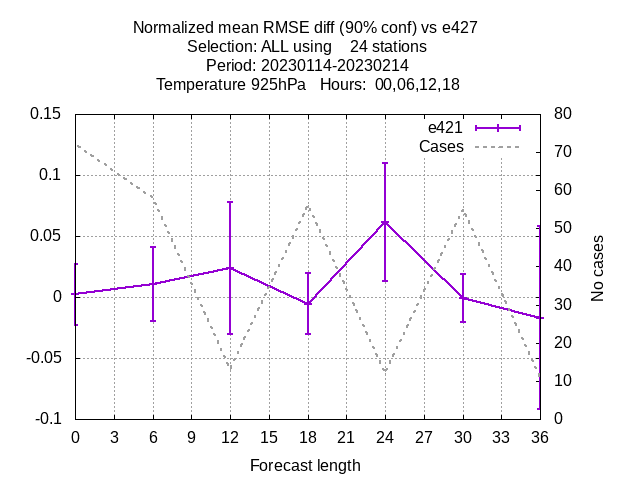 Normalized mean RMSE diff (90% conf) vs e427
Selection: ALL using    24 stations
Period: 20230114-20230214
Temperature 925hPa   Hours:  00,06,12,18
0.15
0.1
0.05
0
-0.05
-0.1
80
70
60
50
40
30
20
10
0
e421
Cases
No cases
0 3 6 9 12 15 18 21 24 27 30 33 36
Forecast length